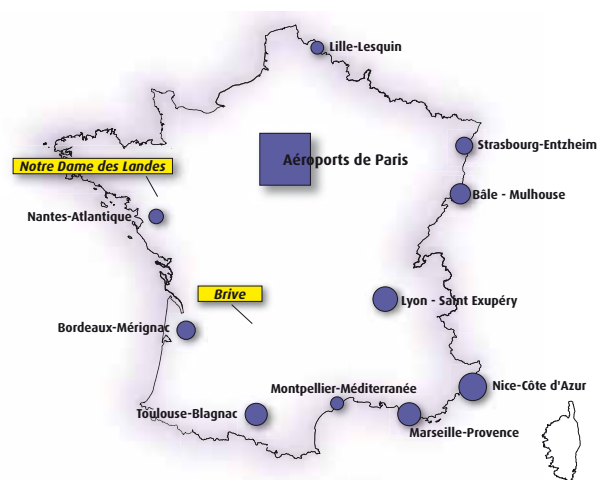 Lille-Lesquin
Strasbourg-Entzheim
Aéroports de Paris
Notre Dame des Landes
Bâle - Mulhouse
Nantes-Atlantique
Brive
Lyon - Saint Exupéry
Bordeaux-Mérignac
Montpellier-Méditerranée
Nice-Côte d'Azur
Toulouse-Blagnac
Marseille-Provence